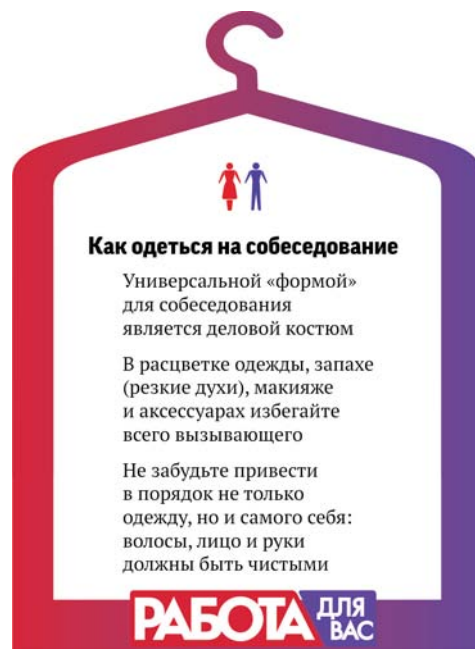 Как одеться на собеседование
Универсальной «формой»
для собеседования
является деловой костюм
В расцветке одежды, запахе
(резкие духи), макияже
и аксессуарах избегайте
всего вызывающего
Не забудьте привести
в порядок не только
одежду, но и самого себя:
волосы, лицо и руки
должны быть чистыми
РАБОТА ДЛЯ
ВАС